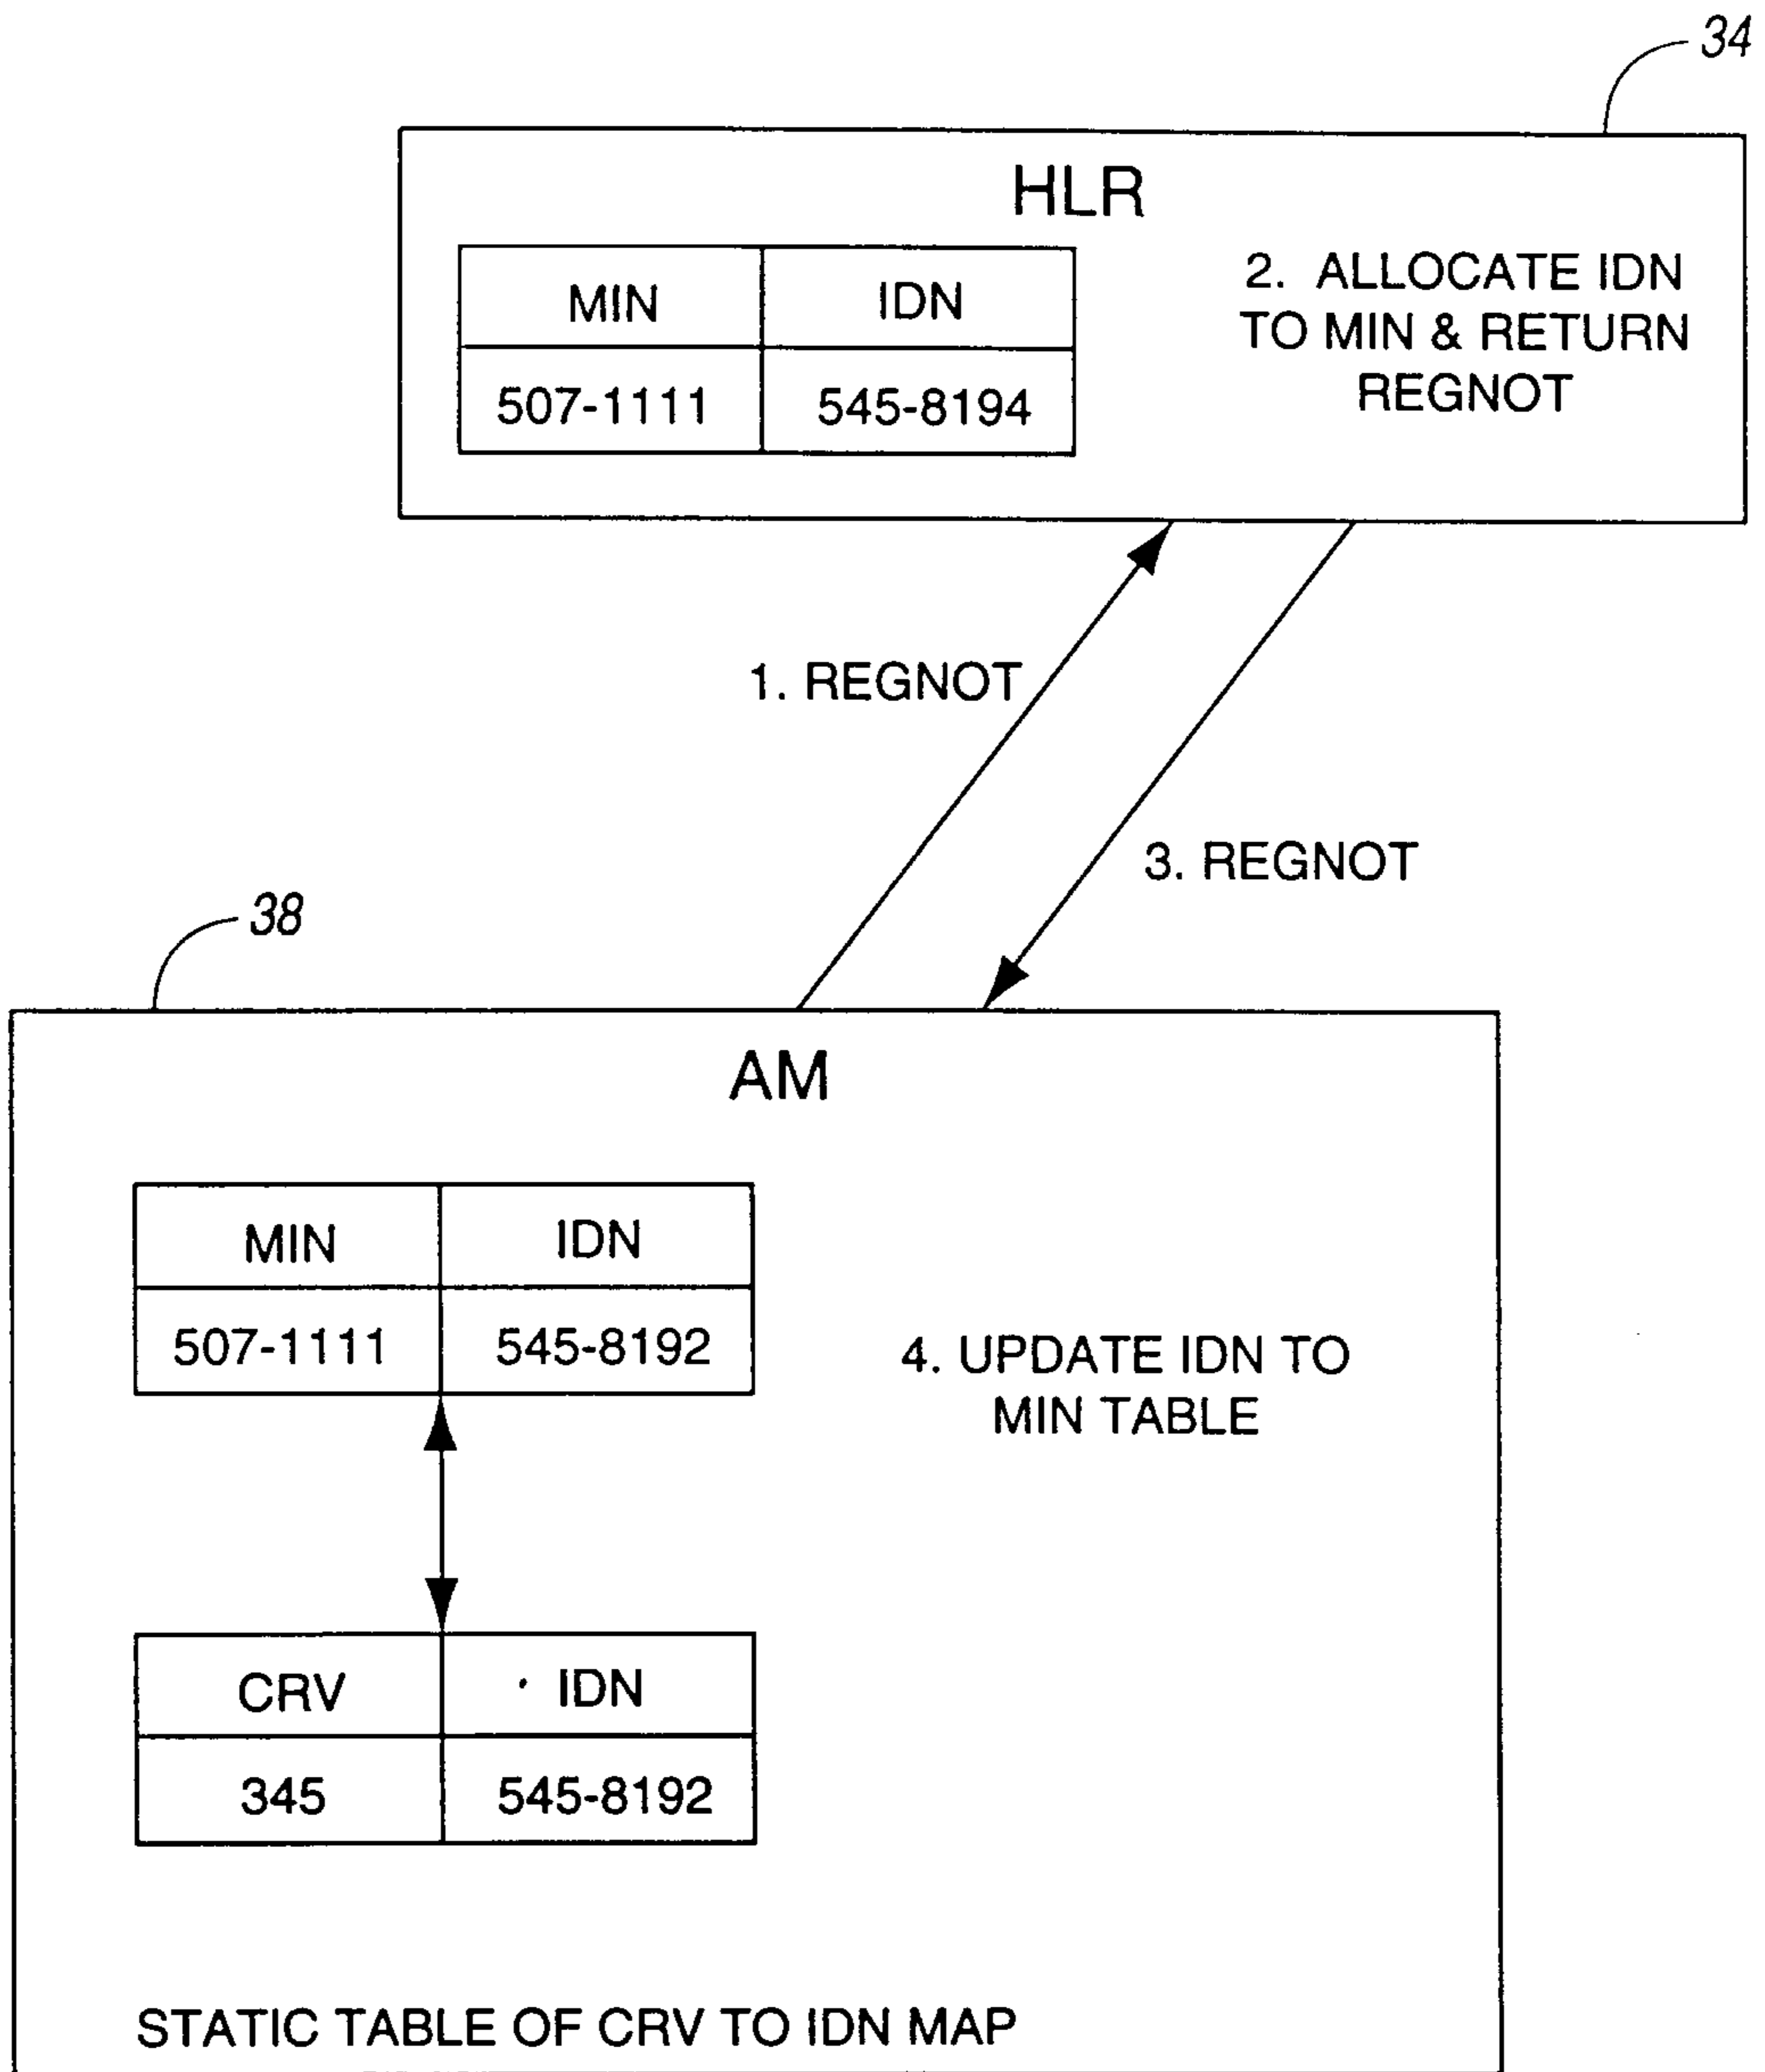 34
HLR
MIN IDN
507-1111 545-8194
2. ALLOCATE IDN
TO MIN & RETURN
REGNOT
1. REGNOT
3. REGNOT
38
AM
MIN IDN
507-1111 545-8192
4. UPDATE IDN TO
MIN TABLE
CRV IDN
345 545-8192
STATIC TABLE OF CRV TO IDN MAP